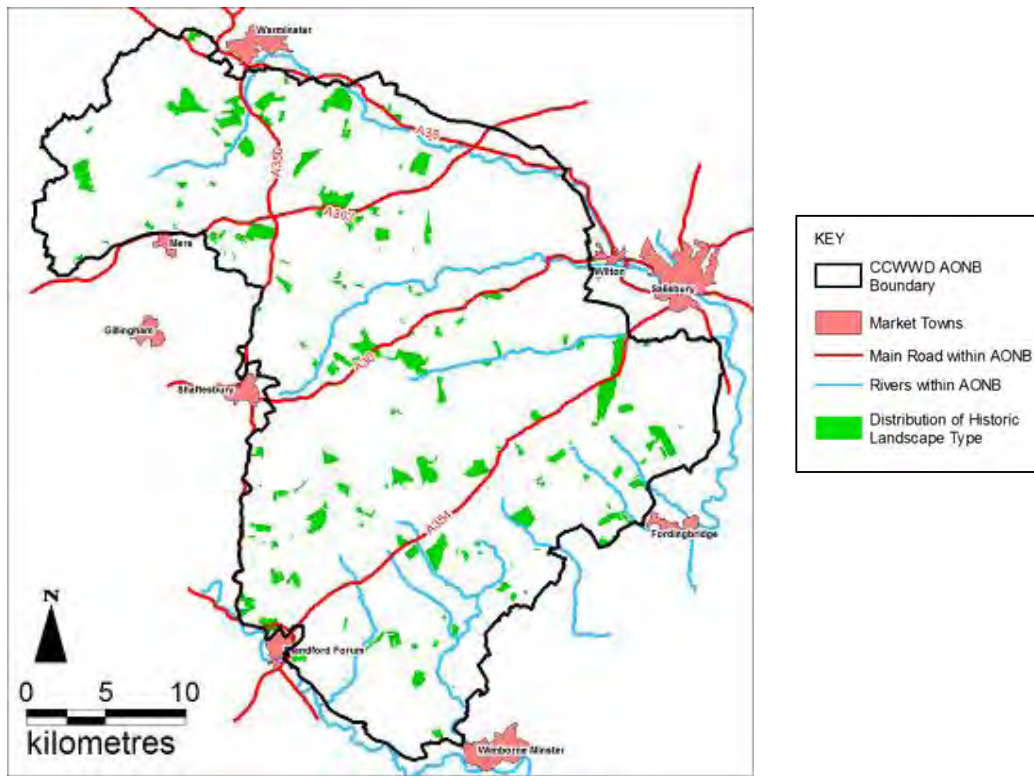 Warminster
A36
A350
A303
Mere
Wilton
Salisbury
Gillingham
A30
Shaftesbury
A354
Fordingbridge
N
Blandford Forum
0 5 10
kilometres
Wimborne Minster
KEY
CCWWD AONB
Boundary
Market Towns
Main Road within AONB
Rivers within AONB
Distribution of Historic
Landscape Type